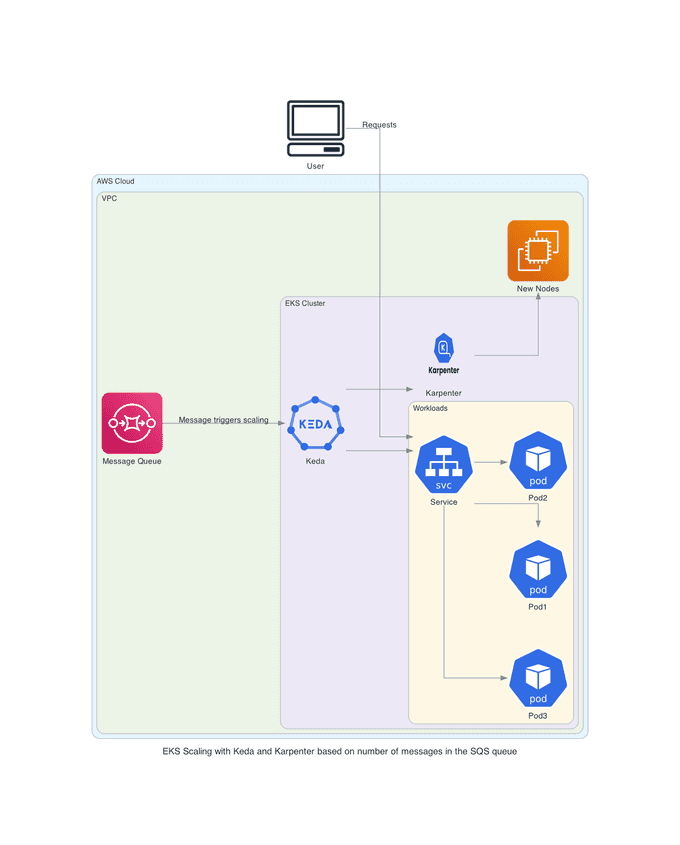 Requests
User
AWS Cloud
VPC
New Nodes
EKS Cluster
Karpenter
Karpenter
Workloads
Message triggers scaling
KEDA
Message Queue
Keda
svc
Service
pod
Pod2
pod
Pod1
pod
Pod3
EKS Scaling with Keda and Karpenter based on number of messages in the SQS queue